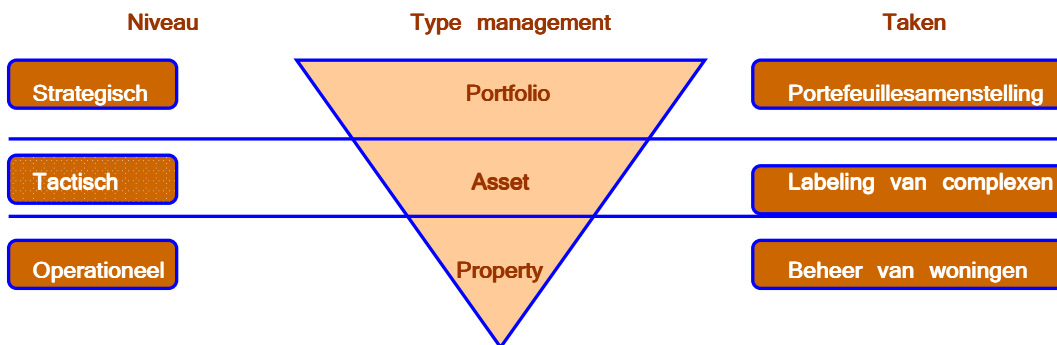 Niveau Type management Taken
Strategisch Portfolio Portefeuillesamenstelling
Tactisch Asset Labeling van complexen
Operationeel Property Beheer van woningen